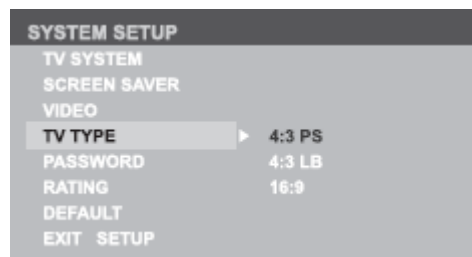 SYSTEM SETUP
TV SYSTEM
SCREEN SAVER
VIDEO
TV TYPE 4:3 PS
PASSWORD 4:3 LB
RATING 16:9
DEFAULT
EXIT SETUP